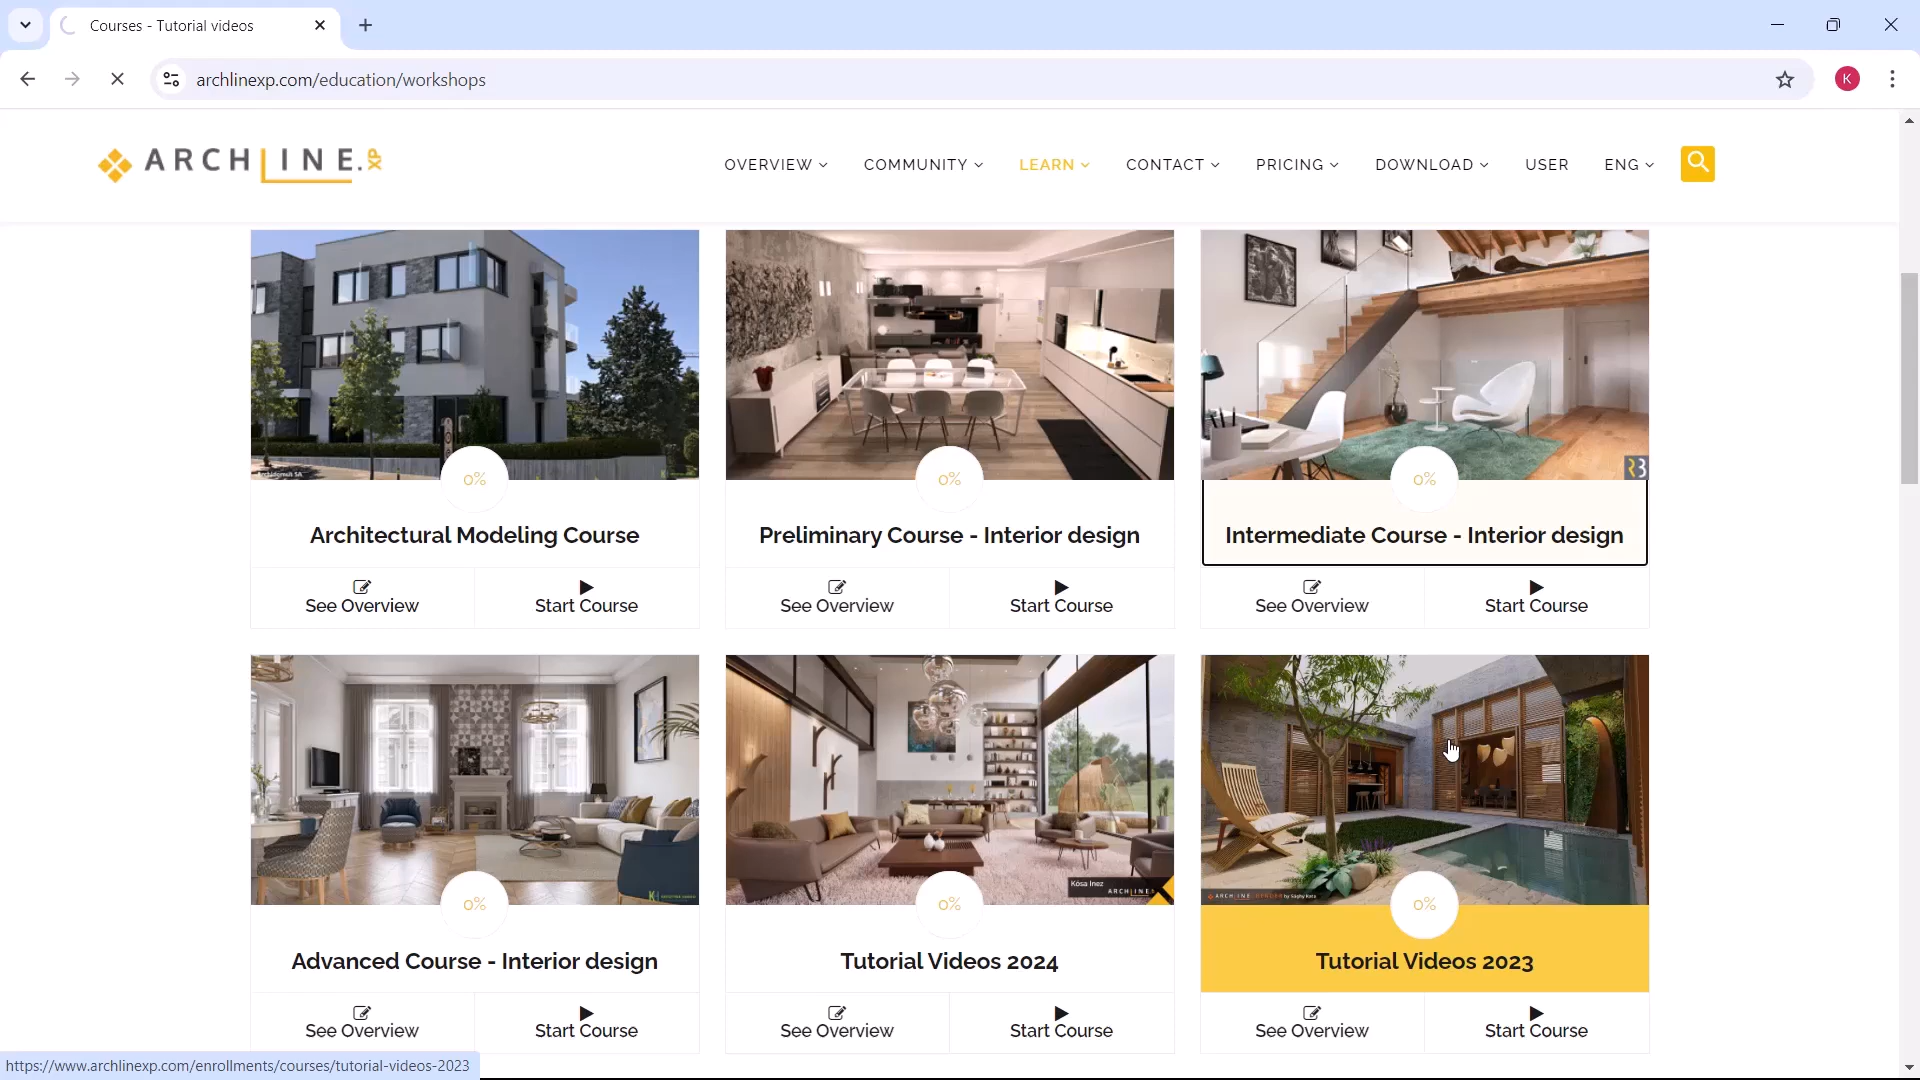 Courses - Tutorial videos
archlinexp.com/education/workshops
K
ARCHLINE.XP
OVERVIEW
COMMUNITY
LEARN
CONTACT
PRICING
DOWNLOAD
USER
ENG
0%
0%
0%
Architectural Modeling Course
Preliminary Course - Interior design
Intermediate Course - Interior design
See Overview
Start Course
See Overview
Start Course
See Overview
Start Course
Kósa Inez
ARCHLINE
0%
0%
0%
Advanced Course - Interior design
Tutorial Videos 2024
Tutorial Videos 2023
See Overview
Start Course
See Overview
Start Course
See Overview
Start Course
https://www.archlinexp.com/enrollments/courses/tutorial-videos-2023